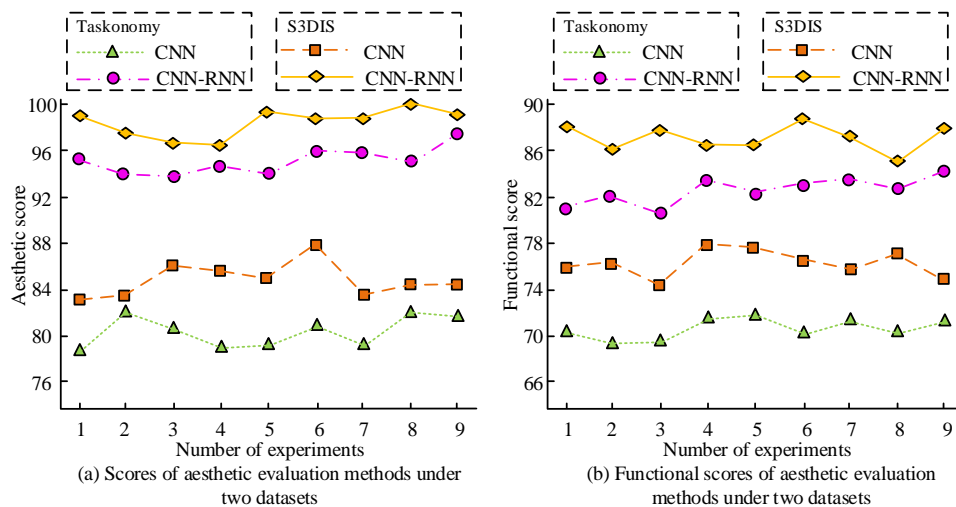 Taskonomy
CNN
CNN-RNN
S3DIS
CNN
CNN-RNN
100
96
92
88
84
80
76
Aesthetic score
1 2 3 4 5 6 7 8 9
Number of experiments
(a) Scores of aesthetic evaluation methods under
two datasets
Taskonomy
CNN
CNN-RNN
S3DIS
CNN
CNN-RNN
90
86
82
78
74
70
66
Functional score
1 2 3 4 5 6 7 8 9
Number of experiments
(b) Functional scores of aesthetic evaluation
methods under two datasets